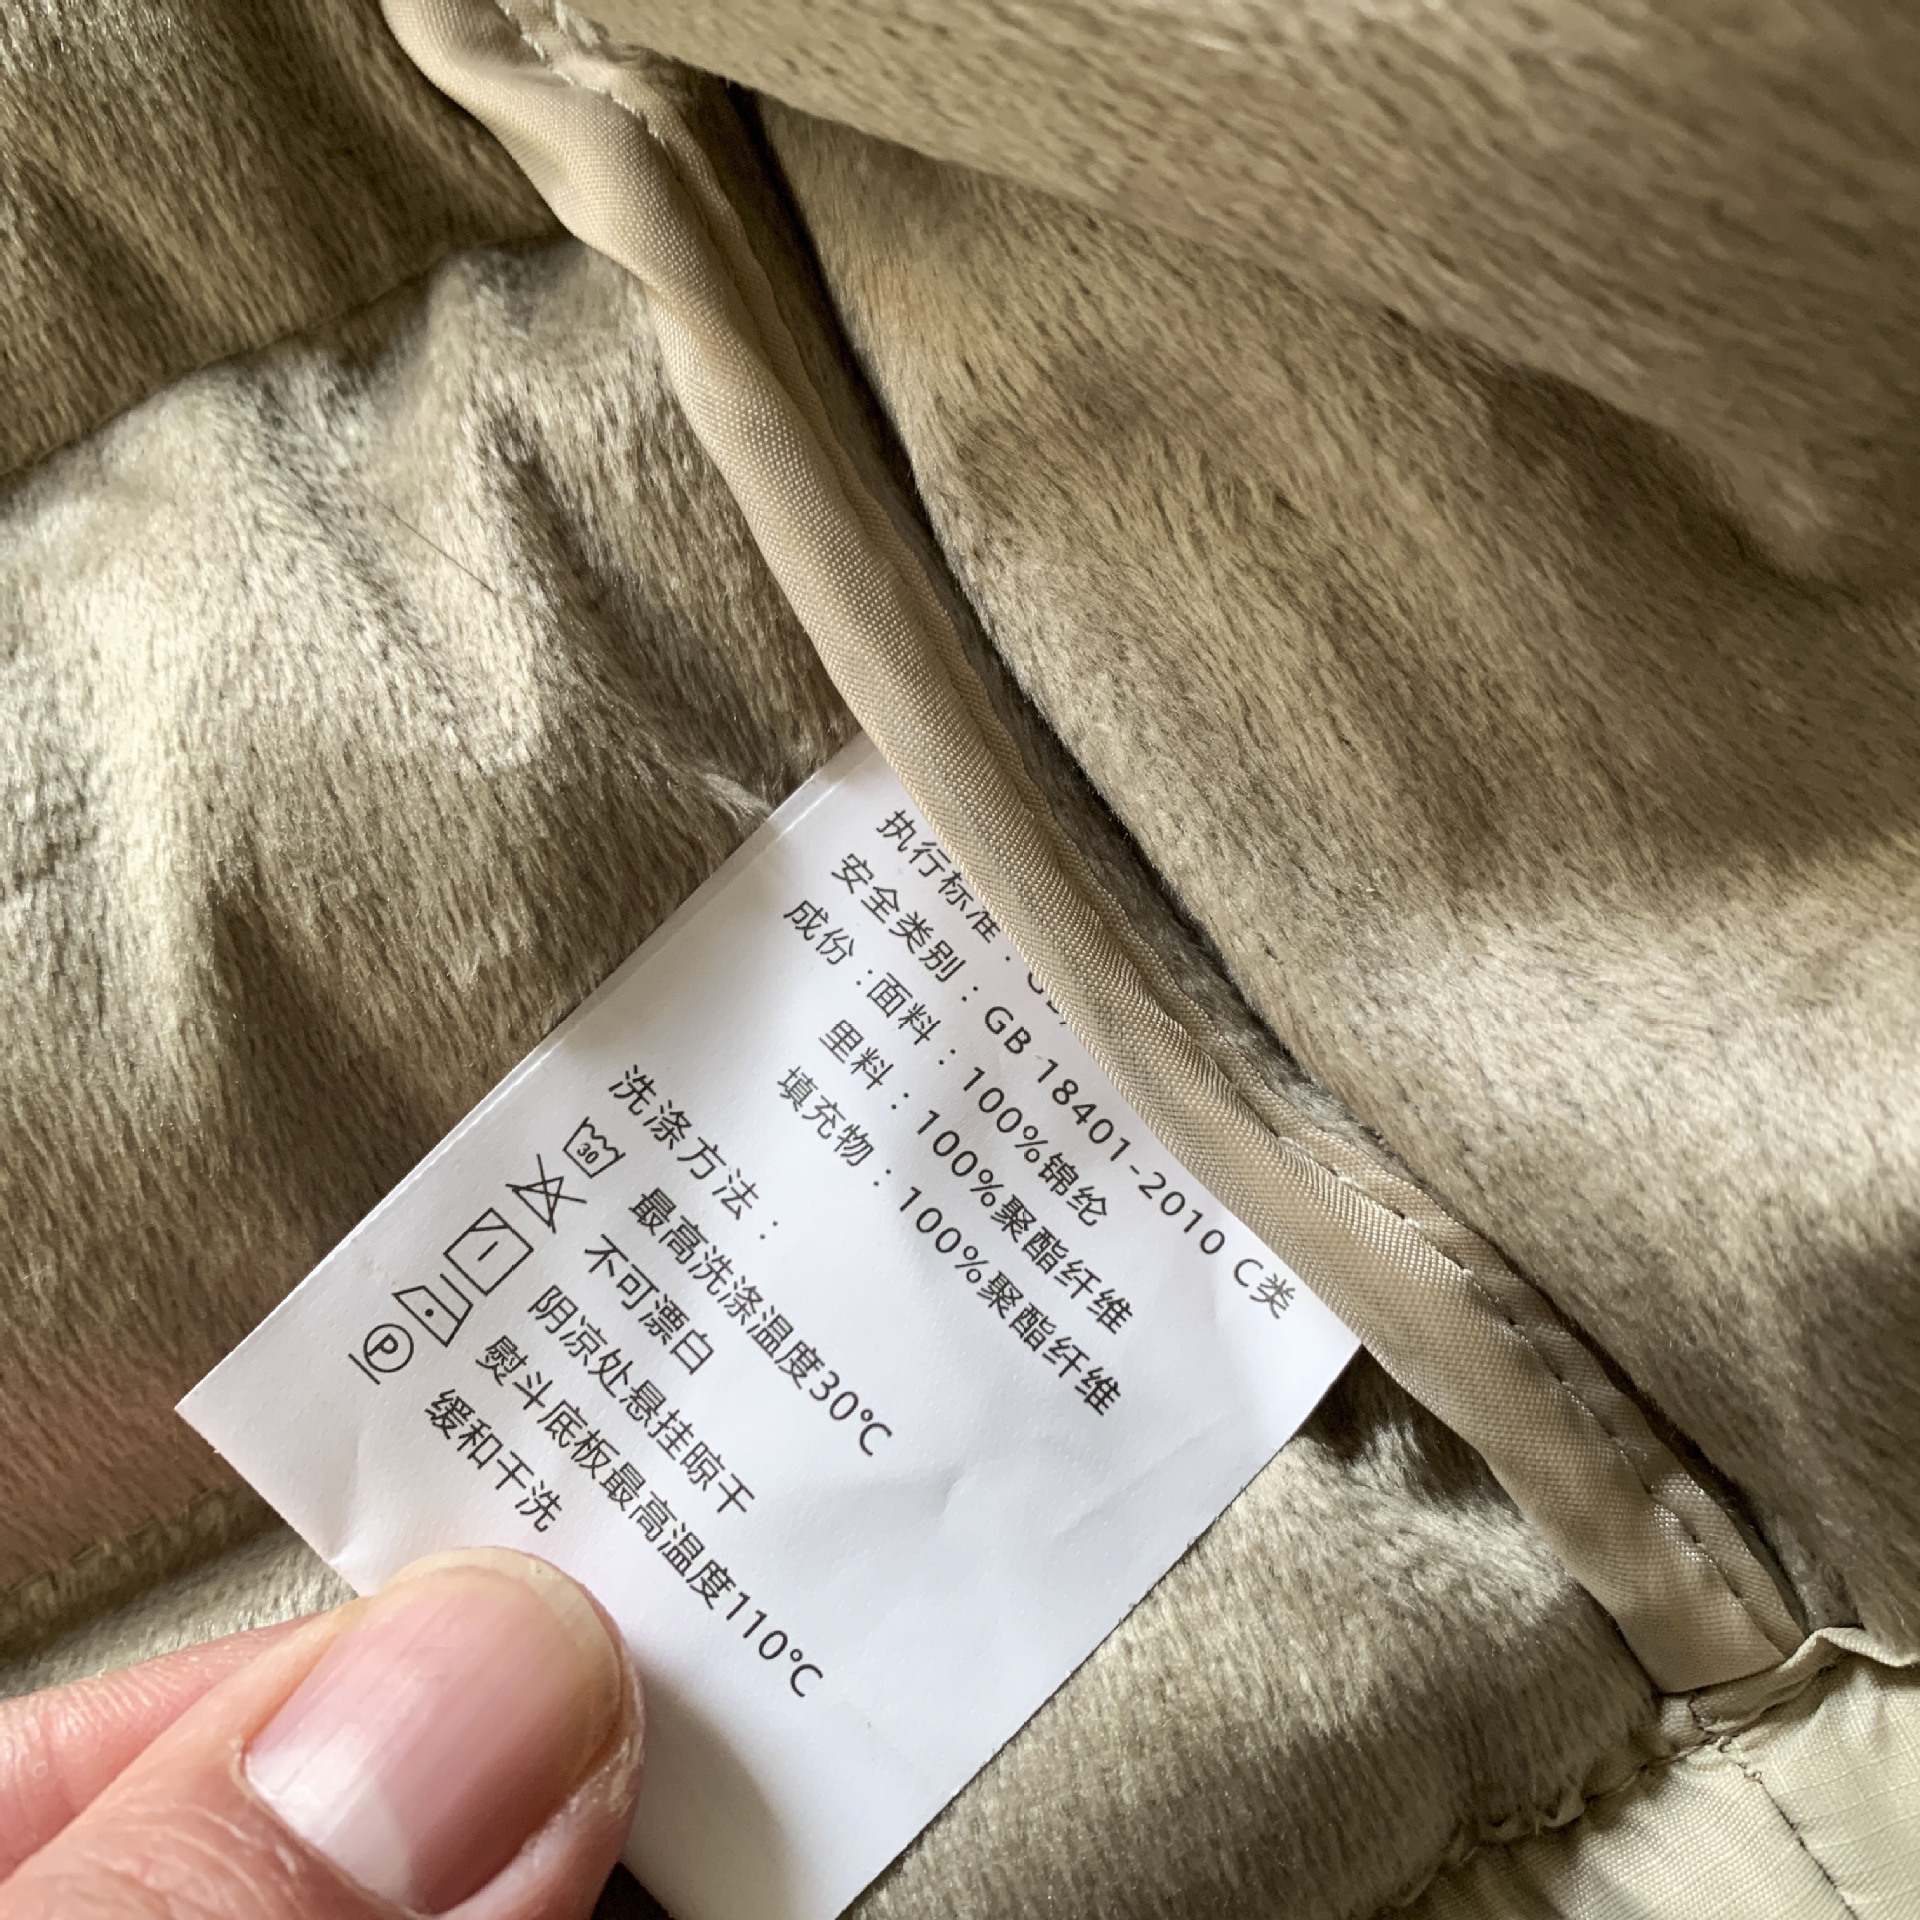 执行标准：
安全类别：GB 18401-2010 C类
成份：面料：100%锦纶
里料：100%聚酯纤维
填充物：100%聚酯纤维
洗涤方法：
30 最高洗涤温度30℃
不可漂白
阴凉处悬挂晾干
熨斗底板最高温度110℃
P 缓和干洗